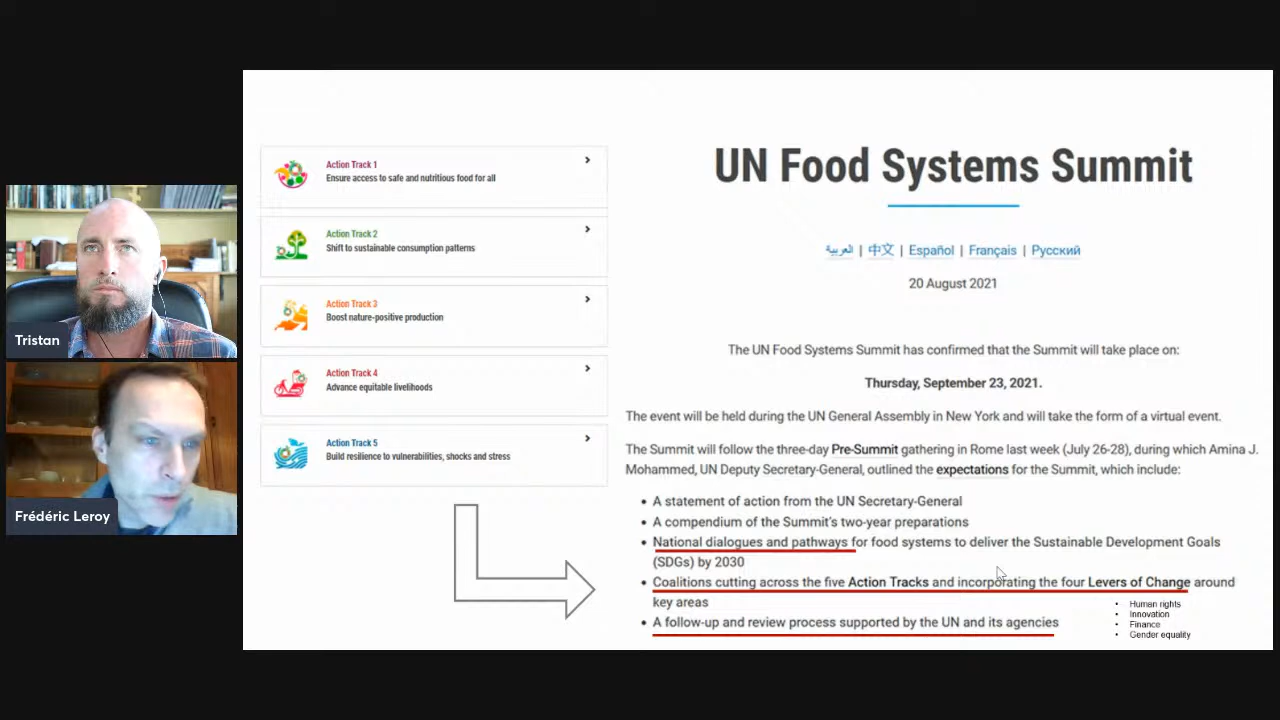 Tristan
Frédéric Leroy
Action Track 1
Ensure access to safe and nutritious food for all
Action Track 2
Shift to sustainable consumption patterns
Action Track 3
Boost nature-positive production
Action Track 4
Advance equitable livelihoods
Action Track 5
Build resilience to vulnerabilities, shocks and stress
UN Food Systems Summit
العربية | 中文 | Español | Français | Русский
20 August 2021
The UN Food Systems Summit has confirmed that the Summit will take place on:
Thursday, September 23, 2021.
The event will be held during the UN General Assembly in New York and will take the form of a virtual event.
The Summit will follow the three-day Pre-Summit gathering in Rome last week (July 26-28), during which Amina J.
Mohammed, UN Deputy Secretary-General, outlined the expectations for the Summit, which include:
• A statement of action from the UN Secretary-General
• A compendium of the Summit's two-year preparations
• National dialogues and pathways for food systems to deliver the Sustainable Development Goals
(SDGs) by 2030
• Coalitions cutting across the five Action Tracks and incorporating the four Levers of Change around
key areas
• A follow-up and review process supported by the UN and its agencies
• Human rights
• Innovation
• Finance
• Gender equality